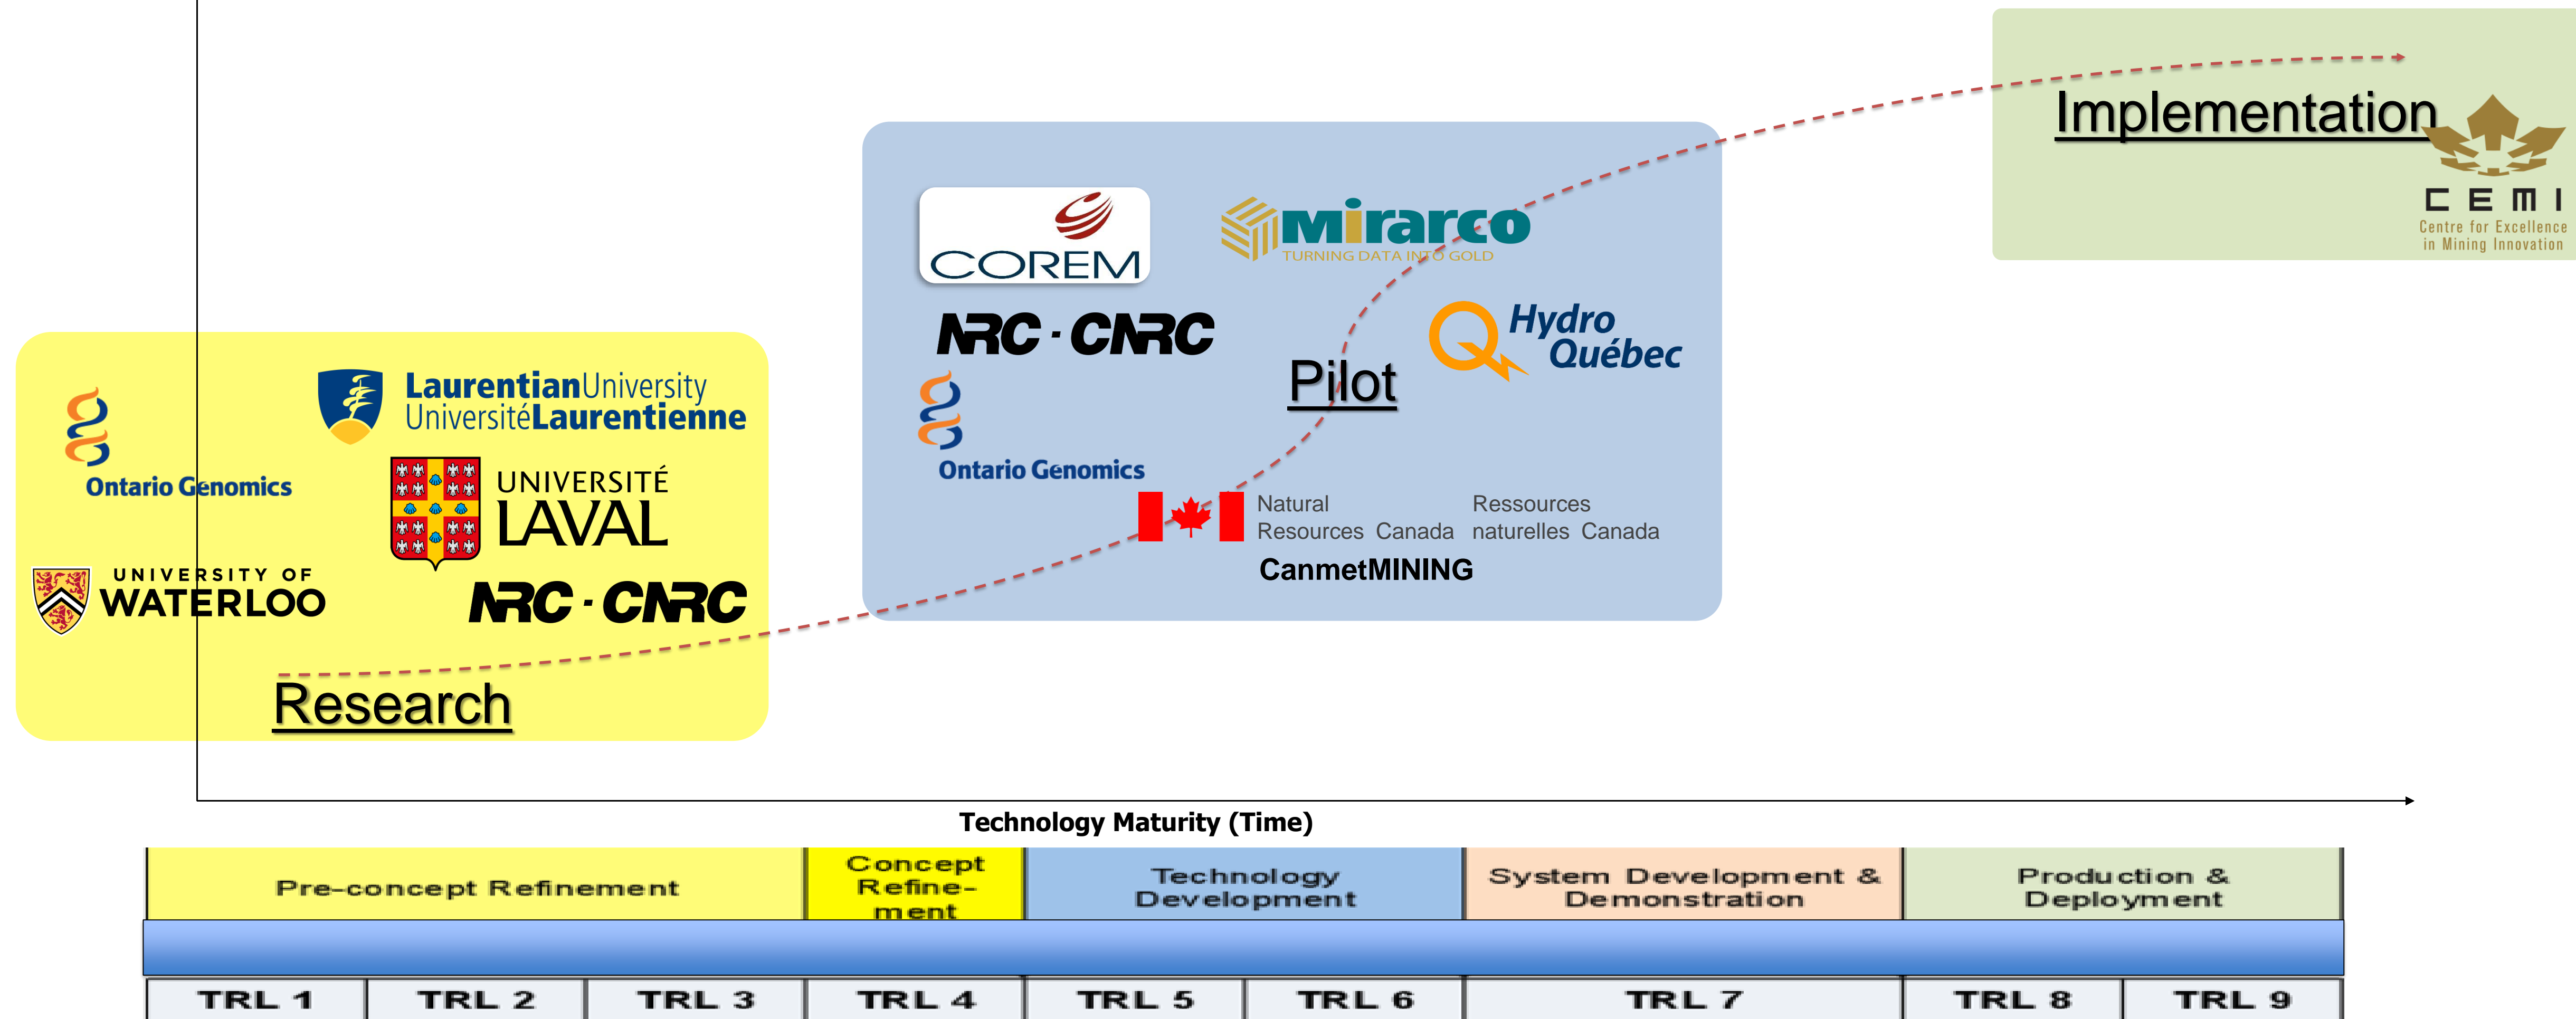 Implementation
CEMI
Centre for Excellence
in Mining Innovation
COREM
Mirarco
TURNING DATA INTO GOLD
NRC · CNRC
Hydro
Québec
Pilot
Ontario Genomics
Natural
Resources Canada
Ressources
naturelles Canada
CanmetMINING
LaurentianUniversity
UniversitéLaurentienne
Ontario Genomics
UNIVERSITÉ
LAVAL
UNIVERSITY OF
WATERLOO
NRC · CNRC
Research
Technology Maturity (Time)
Pre-concept Refinement
Concept
Refine-
ment
Technology
Development
System Development &
Demonstration
Production &
Deployment
TRL 1
TRL 2
TRL 3
TRL 4
TRL 5
TRL 6
TRL 7
TRL 8
TRL 9